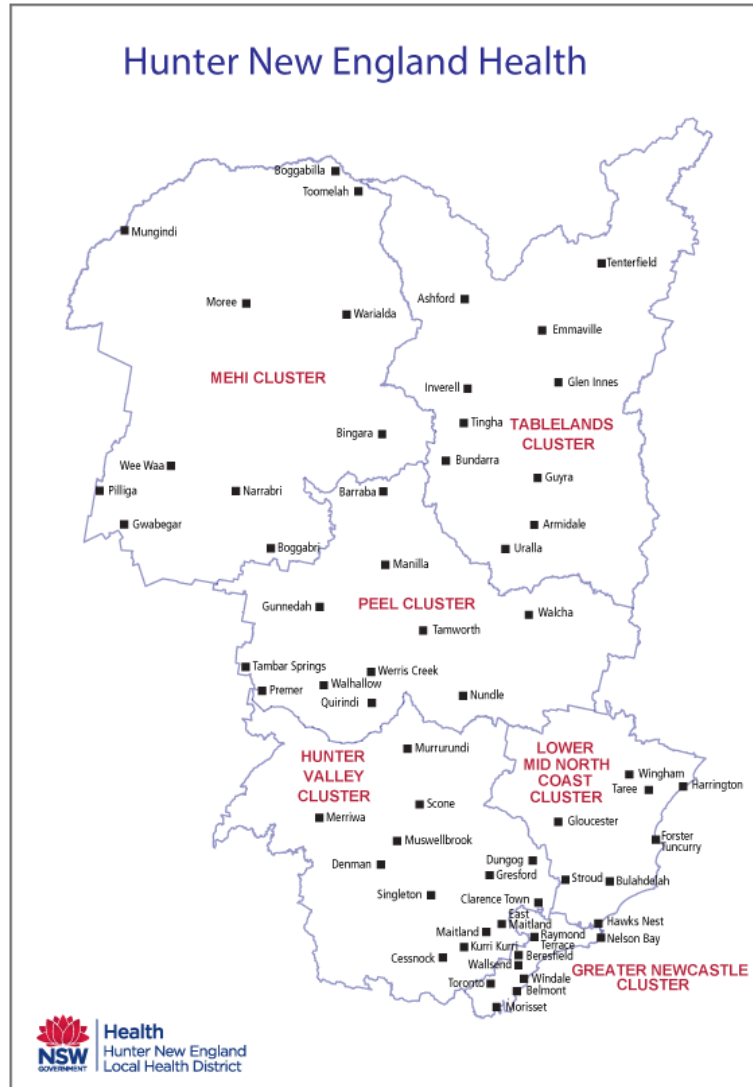 Hunter New England Health
Boggabilla
Toomelah
Mungindi
Tenterfield
Ashford
Moree
Warialda
Emmaville
MEHI CLUSTER
Inverell
Glen Innes
Tingha
TABLELANDS
CLUSTER
Bingara
Bundarra
Wee Waa
Guyra
Pilliga
Narrabri
Barraba
Gwabegar
Armidale
Boggabri
Uralla
Manilla
PEEL CLUSTER
Gunnedah
Walcha
Tamworth
Tambar Springs
Werris Creek
Walhallow
Premer
Quirindi
Nundle
HUNTER
VALLEY
CLUSTER
Murrurundi
LOWER
MID NORTH
COAST
CLUSTER
Wingham
Taree
Harrington
Scone
Merriwa
Gloucester
Muswellbrook
Forster
Tuncurry
Denman
Dungog
Gresford
Stroud
Bulahdelah
Singleton
Clarence Town
East
Maitland
Hawks Nest
Maitland
Raymond
Terrace
Nelson Bay
Kurri Kurri
Cessnock
Beresfield
Wallsend
GREATER NEWCASTLE
CLUSTER
Toronto
Windale
Belmont
Morisset
NSW
GOVERNMENT
Health
Hunter New England
Local Health District